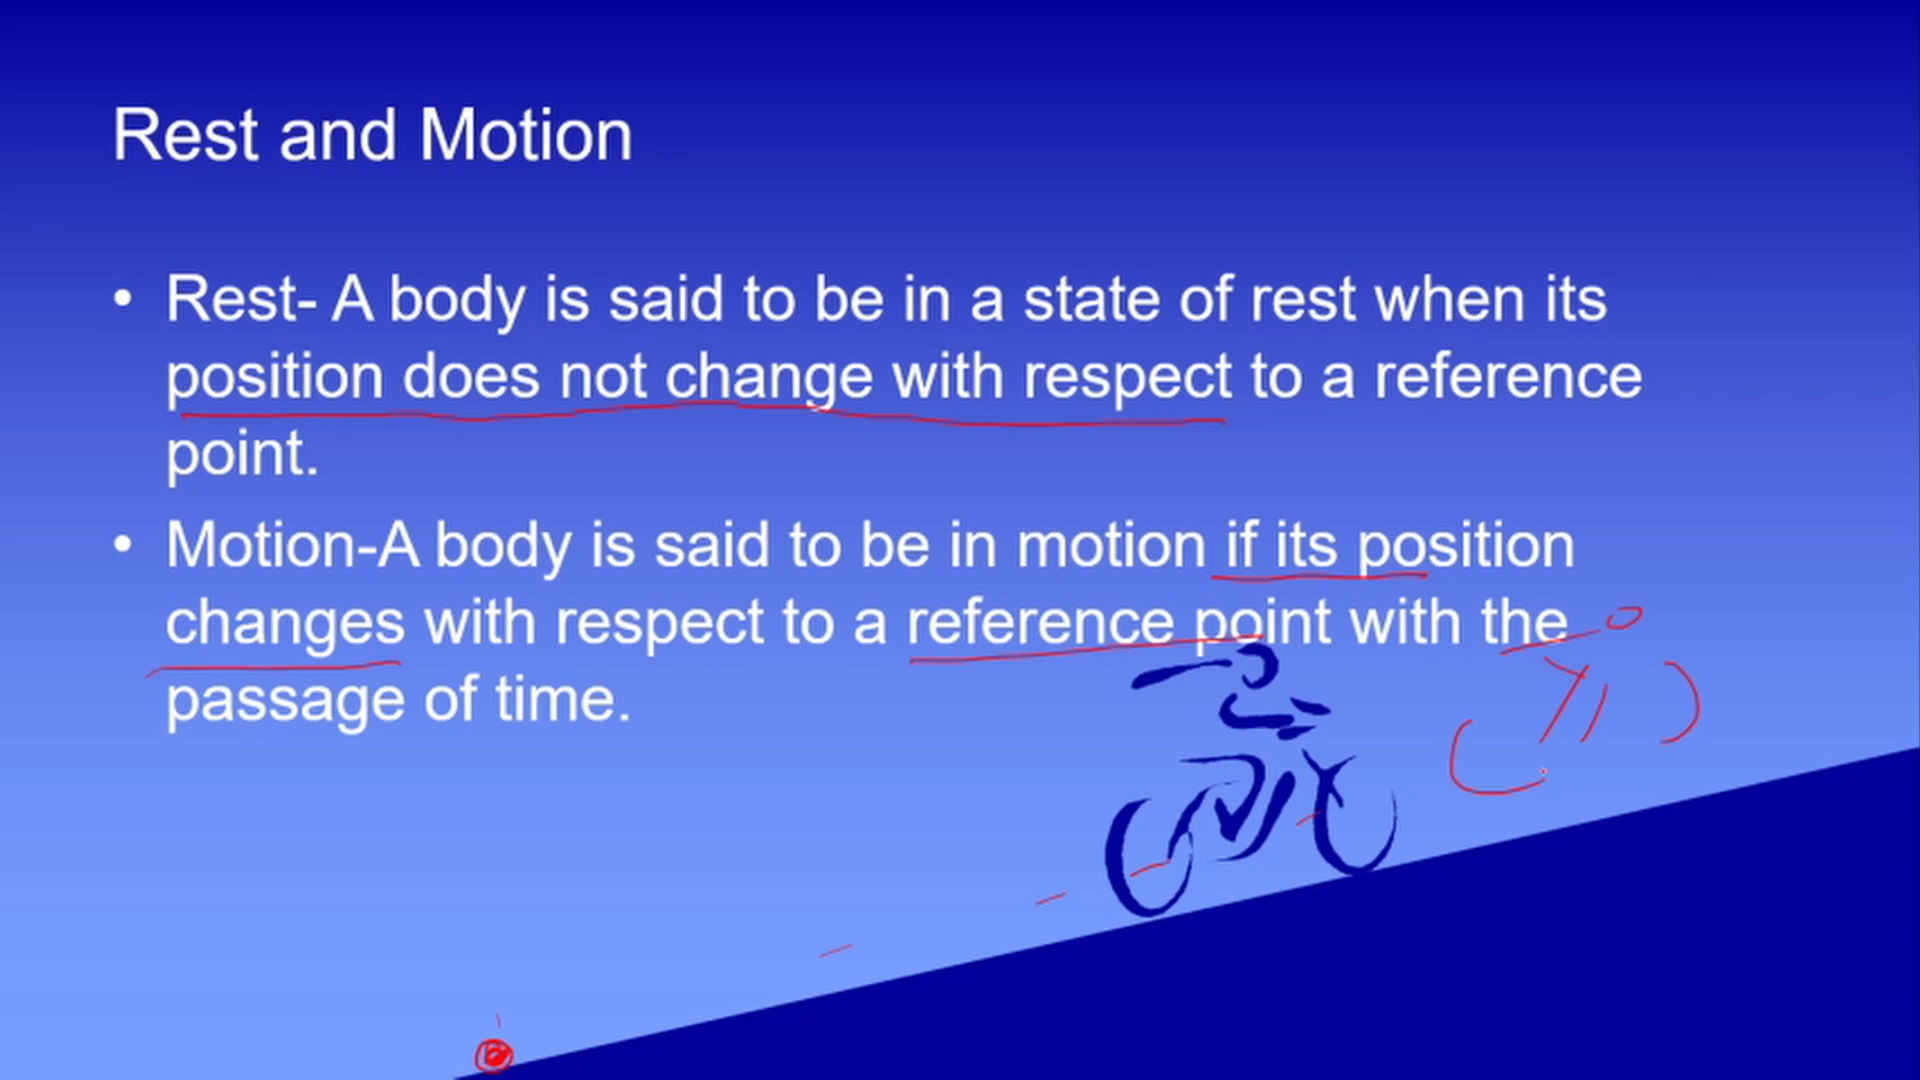 Rest and Motion
• Rest- A body is said to be in a state of rest when its
position does not change with respect to a reference
point.
• Motion-A body is said to be in motion if its position
changes with respect to a reference point with the
passage of time.